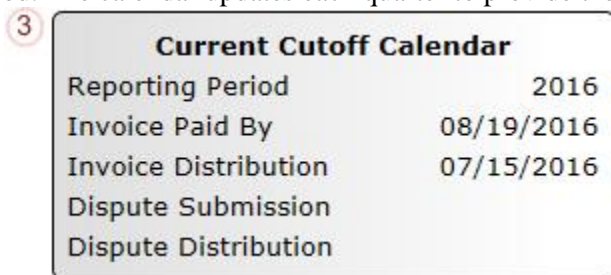 3
Current Cutoff Calendar
Reporting Period 2016
Invoice Paid By 08/19/2016
Invoice Distribution 07/15/2016
Dispute Submission
Dispute Distribution